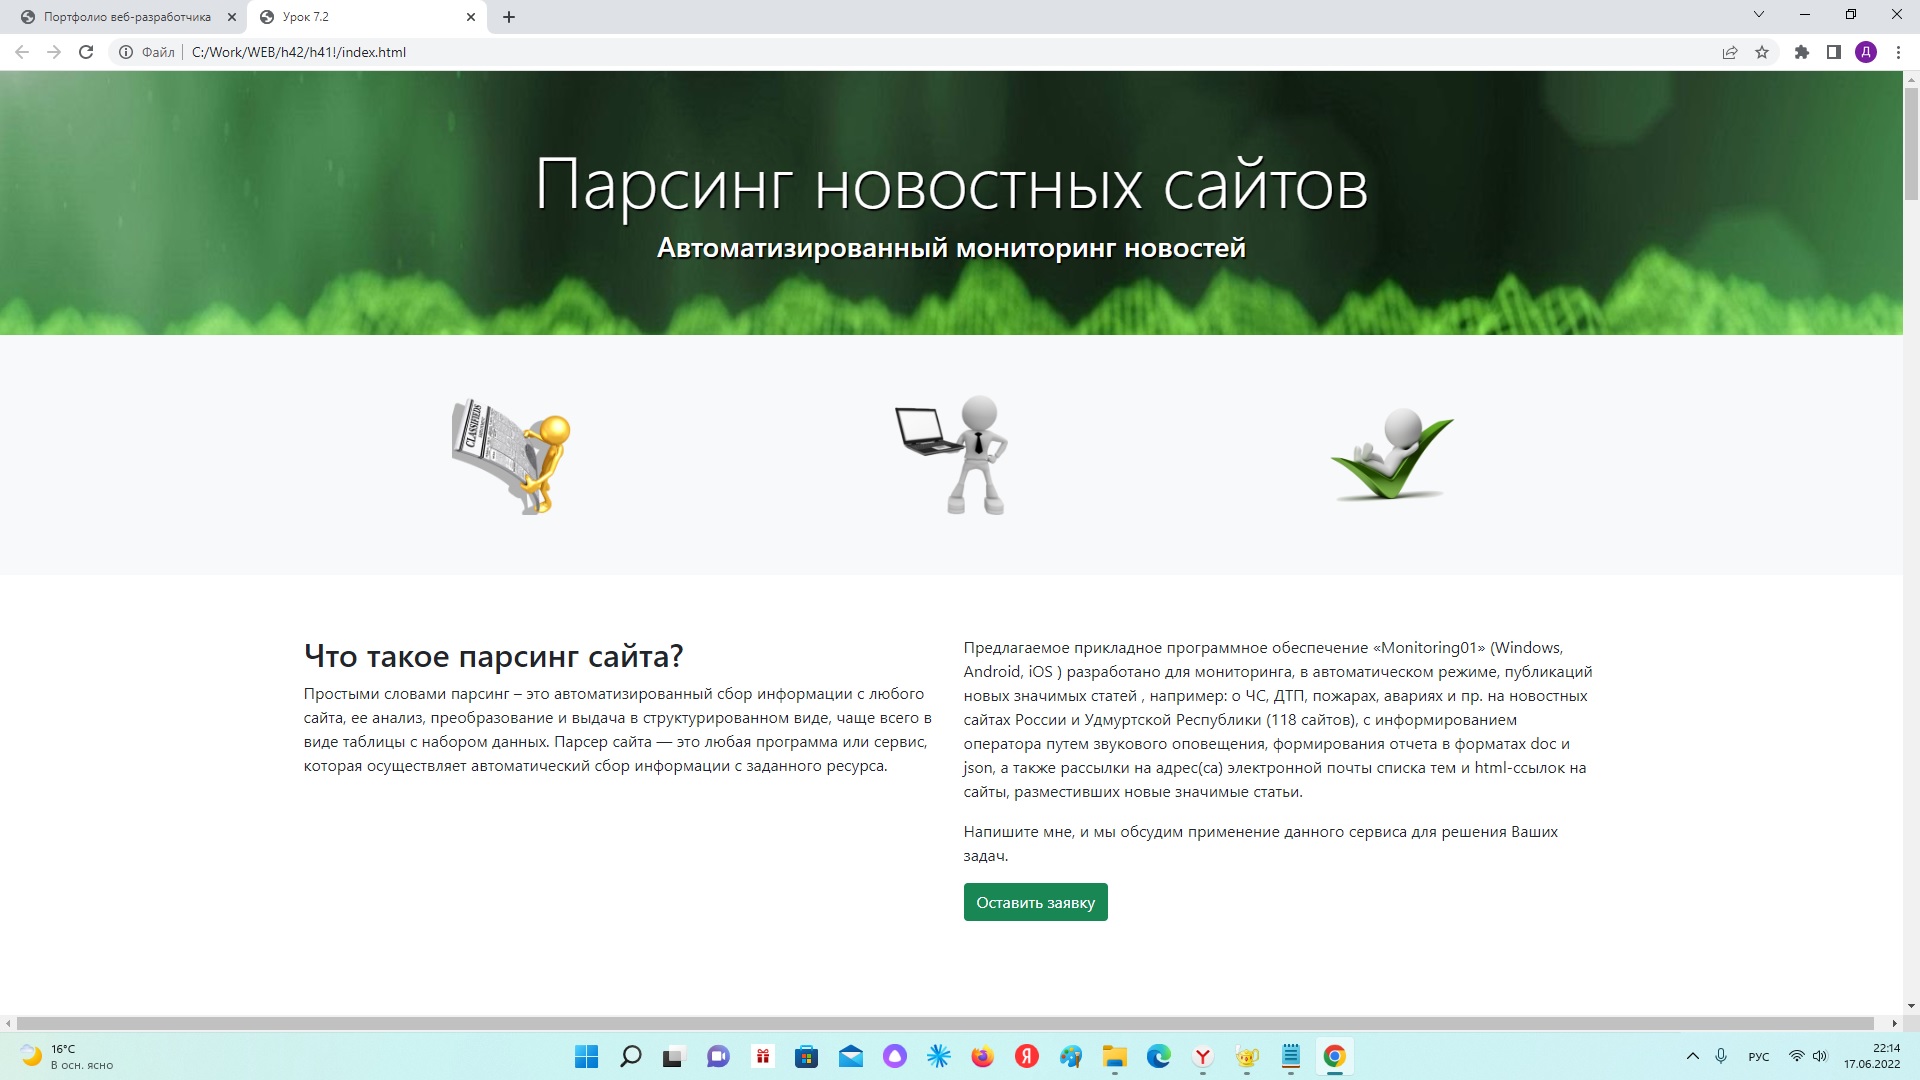 Портфолио веб-разработчика
Урок 7.2
Файл
C:/Work/WEB/h42/h41!/index.html
Д
Парсинг новостных сайтов
Автоматизированный мониторинг новостей
CLASSIFIEDS
Что такое парсинг сайта?
Простыми словами парсинг – это автоматизированный сбор информации с любого
сайта, ее анализ, преобразование и выдача в структурированном виде, чаще всего в
виде таблицы с набором данных. Парсер сайта — это любая программа или сервис,
которая осуществляет автоматический сбор информации с заданного ресурса.
Предлагаемое прикладное программное обеспечение «Monitoring01» (Windows,
Android, iOS ) разработано для мониторинга, в автоматическом режиме, публикаций
новых значимых статей , например: о ЧС, ДТП, пожарах, авариях и пр. на новостных
сайтах России и Удмуртской Республики (118 сайтов), с информированием
оператора путем звукового оповещения, формирования отчета в форматах doc и
json, а также рассылки на адрес(са) электронной почты списка тем и html-ссылок на
сайты, разместивших новые значимые статьи.
Напишите мне, и мы обсудим применение данного сервиса для решения Ваших
задач.
Оставить заявку
16°C
В осн. ясно
Я
Y
РУС
22:14
17.06.2022